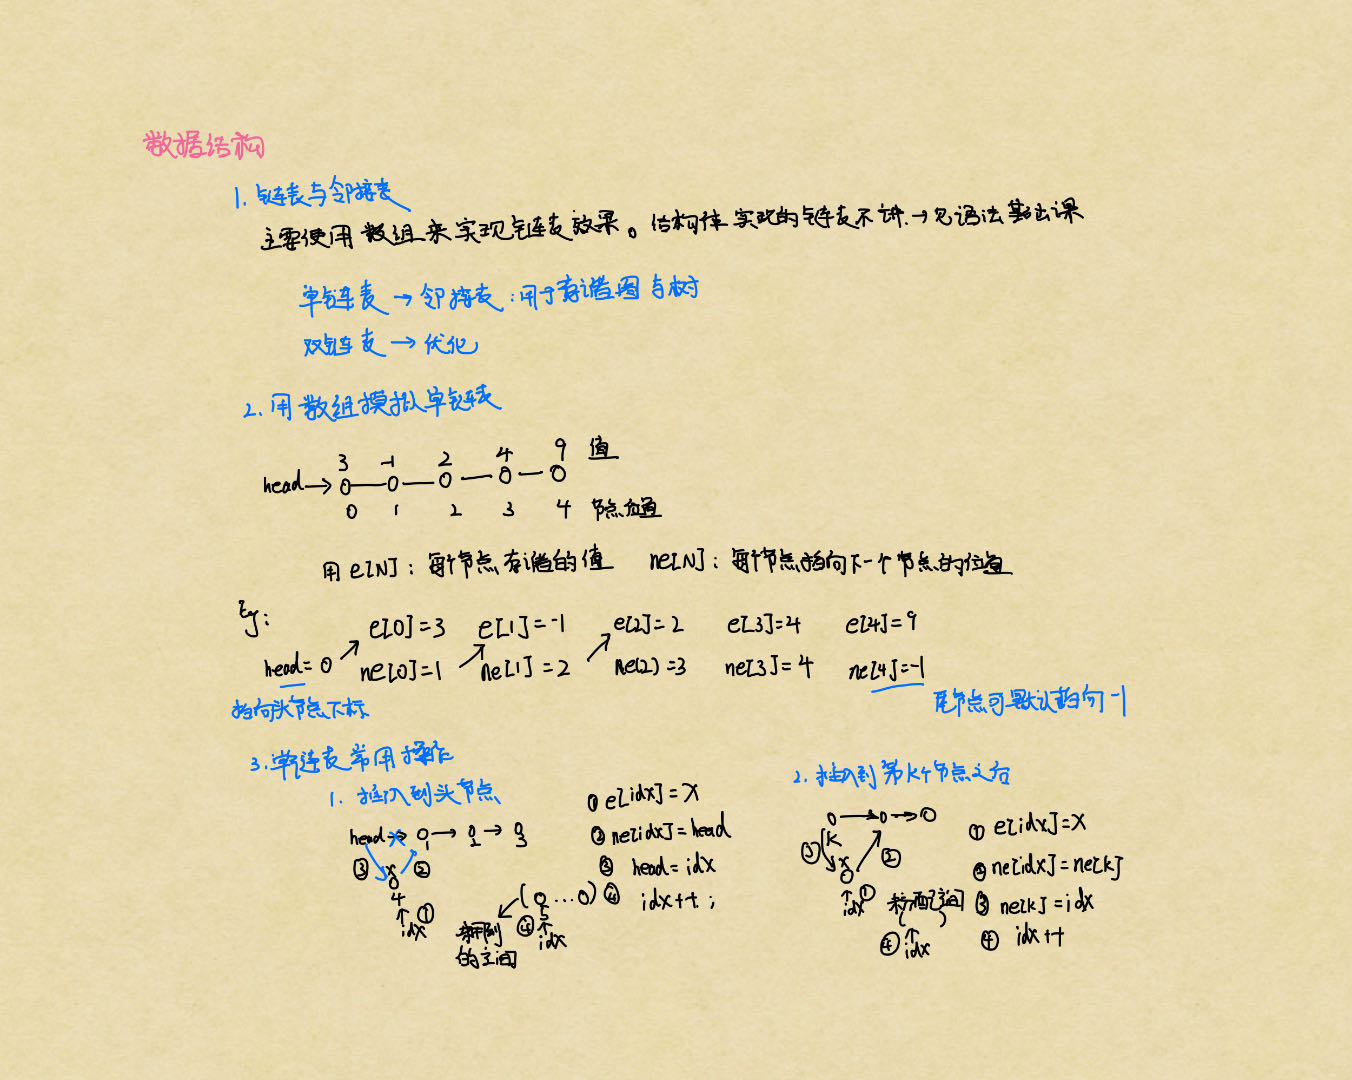 数据结构
1. 链表与邻接表
主要使用数组来实现链表效果。结构体实现的链表不讲.→见语法基础课
单链表 → 邻接表：用于存储图与树
双链表 → 优化
2. 用数组模拟单链表
3 -1 2 4 9 值
head → 0 0 0 0 0
0 1 2 3 4 节点位置
用 e[N]：每个节点存储的值 ne[N]：每个节点指向下一个节点的位置
Eg:
e[0]=3 e[1]=-1 e[2]=2 e[3]=4 e[4]=9
head=0 ne[0]=1 ne[1]=2 ne(2)=3 ne[3]=4 ne[4]=-1
指向头节点下标
尾节点可默认指向 -1
3. 单链表常用操作
1. 插入到头节点
head → 0 → 0 → 0
1 2 3
③ x ②
0
4
↑ ①
idx
(0 ...0)
5
④ ↑
idx
的空间
① e[idx]=x
② ne[idx]=head
③ head=idx
④ idx++;
2. 插入到第k个节点之后
0 → 0 → 0
k
③ x ②
0
↑ ①
idx
( )
④ ↑
idx
① e[idx]=x
② ne[idx]=ne[k]
③ ne[k]=idx
④ idx++